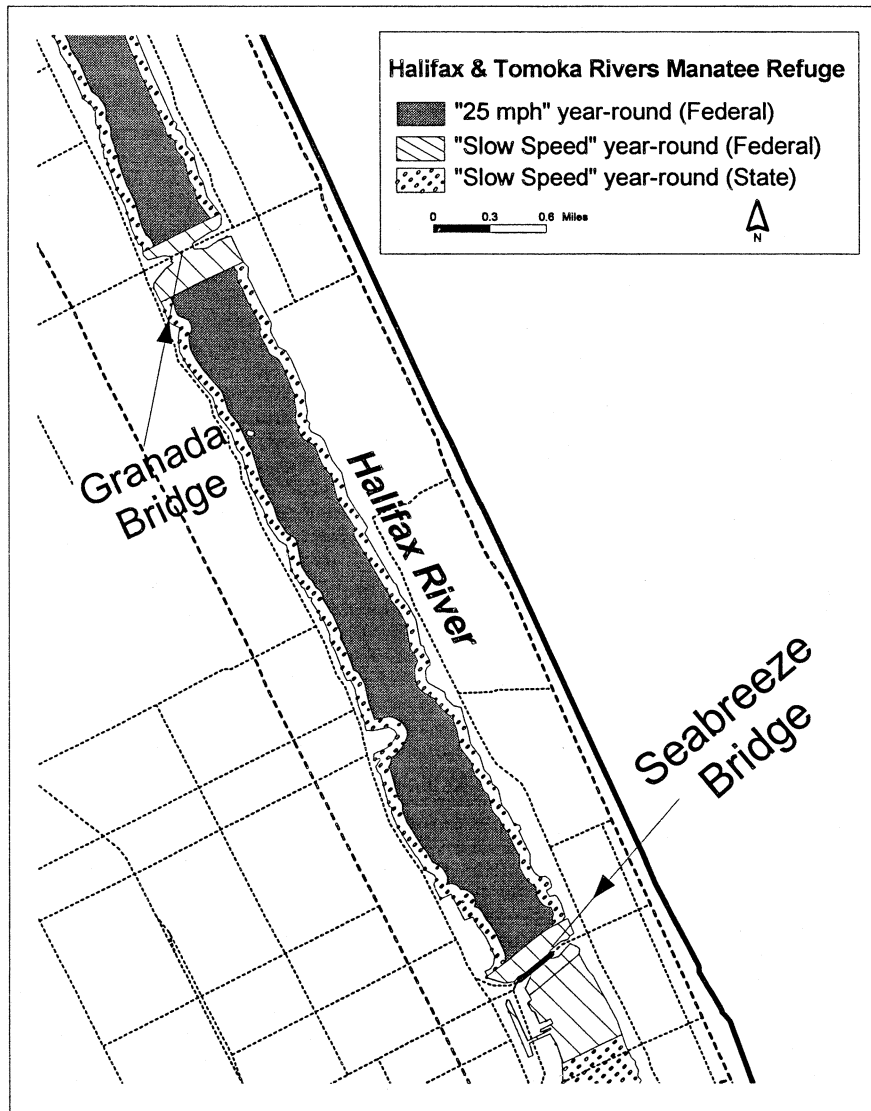 Halifax & Tomoka Rivers Manatee Refuge
"25 mph" year-round (Federal)
"Slow Speed" year-round (Federal)
"Slow Speed" year-round (State)
0 0.3 0.6 Miles
N
Granada
Bridge
Halifax River
Seabreeze
Bridge